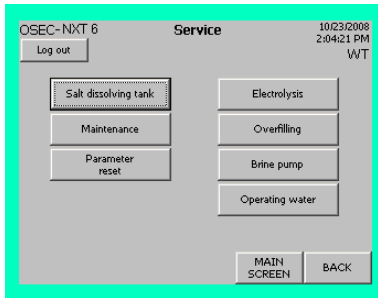 OSEC-NXT 6 Service 10/23/2008
Log out 2:04:21 PM
WT
Salt dissolving tank Electrolysis
Maintenance Overfilling
Parameter
reset Brine pump
Operating water
MAIN
SCREEN BACK